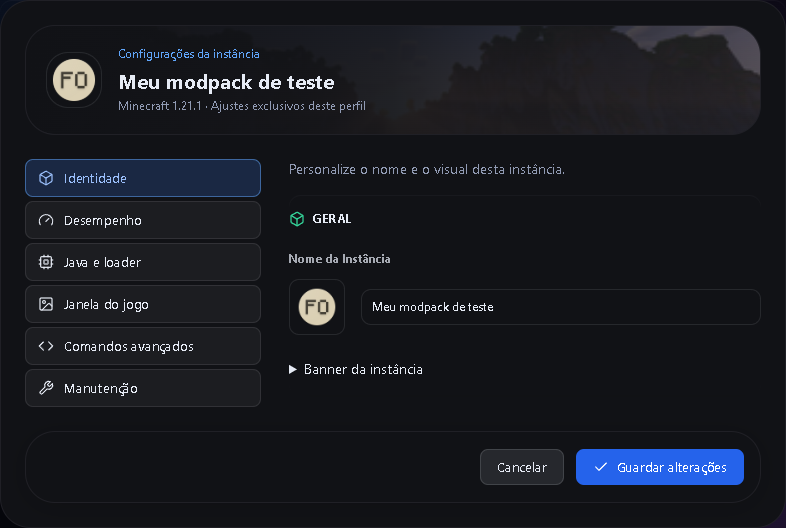 Configurações da instância
FO
Meu modpack de teste
Minecraft 1.21.1 · Ajustes exclusivos deste perfil
Identidade
Desempenho
Java e loader
Janela do jogo
Comandos avançados
Manutenção
Personalize o nome e o visual desta instância.
GERAL
Nome da Instância
FO
Meu modpack de teste
Banner da instância
Cancelar
Guardar alterações